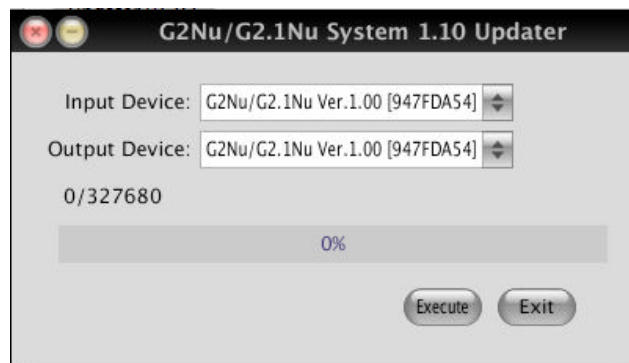 G2Nu/G2.1Nu System 1.10 Updater
Input Device: G2Nu/G2.1Nu Ver.1.00 [947FDA54]
Output Device: G2Nu/G2.1Nu Ver.1.00 [947FDA54]
0/327680
0%
Execute Exit